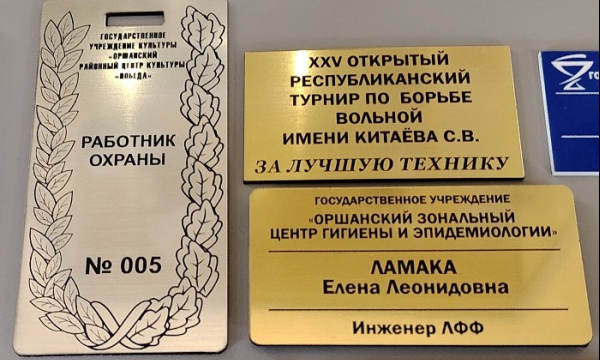 ГОСУДАРСТВЕННОЕ
УЧРЕЖДЕНИЕ КУЛЬТУРЫ
«ОРШАНСКИЙ
РАЙОННЫЙ ЦЕНТР КУЛЬТУРЫ
«ПОБЕДА»
РАБОТНИК
ОХРАНЫ
№ 005
XXV ОТКРЫТЫЙ
РЕСПУБЛИКАНСКИЙ
ТУРНИР ПО БОРЬБЕ
ВОЛЬНОЙ
ИМЕНИ КИТАЁВА С.В.
ЗА ЛУЧШУЮ ТЕХНИКУ
ГОСУДАРСТВЕННОЕ УЧРЕЖДЕНИЕ
«ОРШАНСКИЙ ЗОНАЛЬНЫЙ
ЦЕНТР ГИГИЕНЫ И ЭПИДЕМИОЛОГИИ»
ЛАМАКА
Елена Леонидовна
Инженер ЛФФ